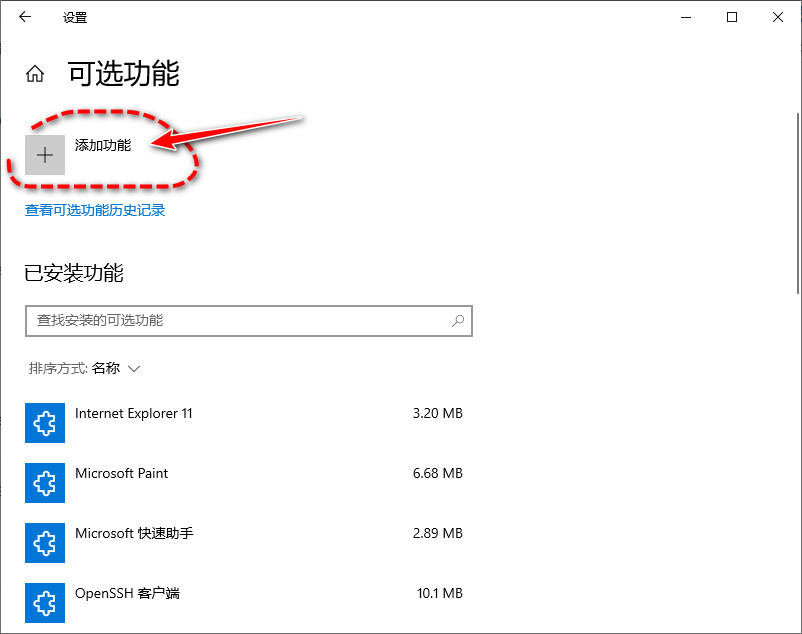 设置
可选功能
添加功能
查看可选功能历史记录
已安装功能
查找安装的可选功能
排序方式: 名称
Internet Explorer 11 3.20 MB
Microsoft Paint 6.68 MB
Microsoft 快速助手 2.89 MB
OpenSSH 客户端 10.1 MB